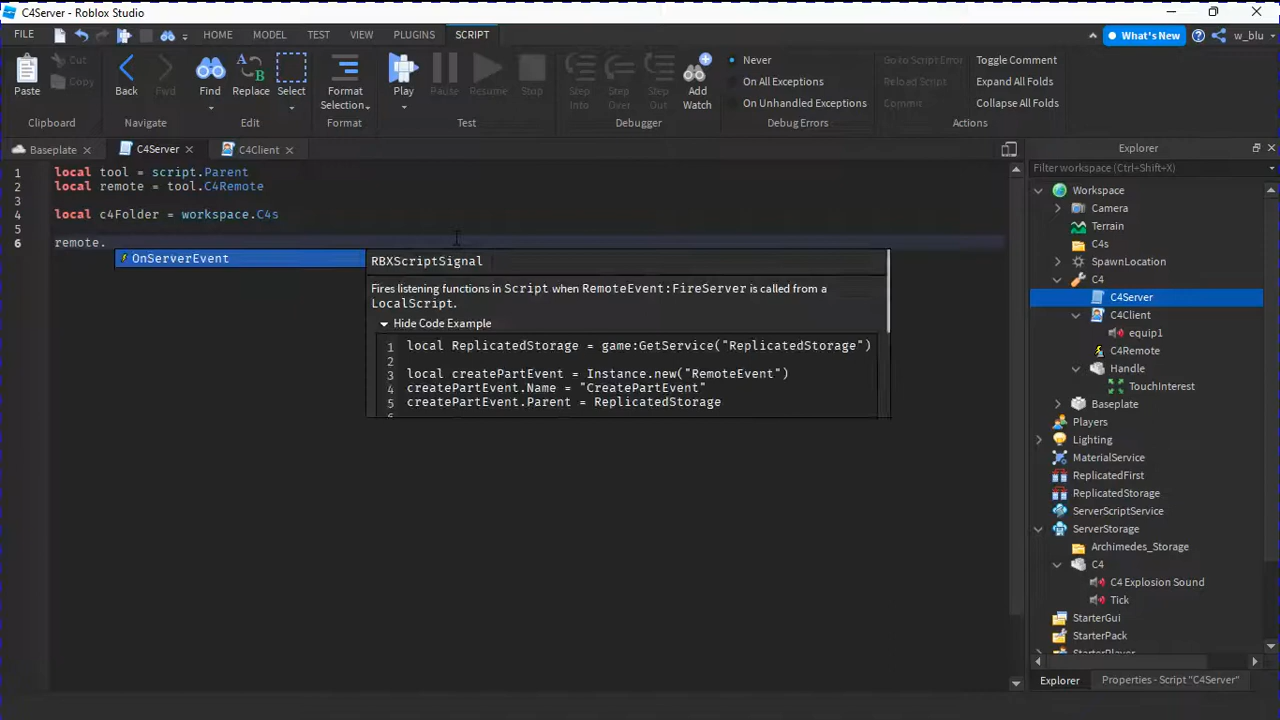 C4Server - Roblox Studio
FILE HOME MODEL TEST VIEW PLUGINS SCRIPT What's New w_blu
Paste Cut Copy Clipboard
Back Fwd Navigate
Find Replace Select Edit
Format Selection... Format
Play Pause Resume Stop Test
Step Into Step Over Step Out Add Watch Debugger
Never
On All Exceptions
On Unhandled Exceptions
Debug Errors
Go to Script Error
Reload Script
Commit
Toggle Comment
Expand All Folds
Collapse All Folds
Actions
Baseplate C4Server C4Client
1 local tool = script.Parent
2 local remote = tool.C4Remote
3
4 local c4Folder = workspace.C4s
5
6 remote.
OnServerEvent
RBXScriptSignal
Fires listening functions in Script when RemoteEvent:FireServer is called from a
LocalScript.
Hide Code Example
1 local ReplicatedStorage = game:GetService("ReplicatedStorage")
2
3 local createPartEvent = Instance.new("RemoteEvent")
4 createPartEvent.Name = "CreatePartEvent"
5 createPartEvent.Parent = ReplicatedStorage
Explorer
Filter workspace (Ctrl+Shift+X)
Workspace
Camera
Terrain
C4s
SpawnLocation
C4
C4Server
C4Client
equip1
C4Remote
Handle
TouchInterest
Baseplate
Players
Lighting
MaterialService
ReplicatedFirst
ReplicatedStorage
ServerScriptService
ServerStorage
Archimedes_Storage
C4
C4 Explosion Sound
Tick
StarterGui
StarterPack
StarterPlayer
Explorer Properties - Script "C4Server"